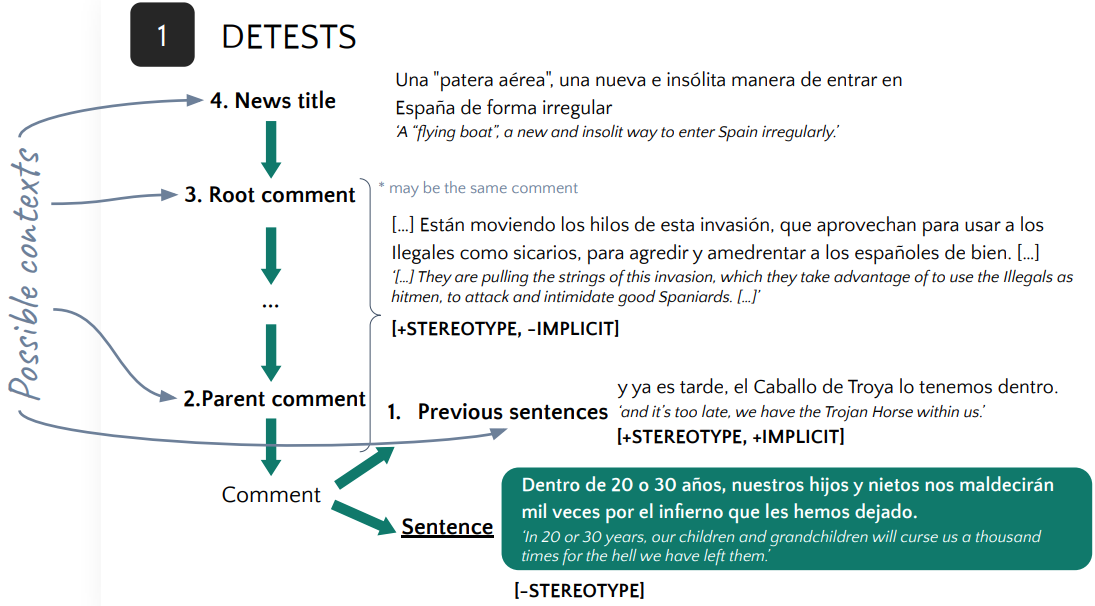 1 DETESTS
Possible contexts
4. News title
Una "patera aérea", una nueva e insólita manera de entrar en
España de forma irregular
‘A “flying boat”, a new and insolit way to enter Spain irregularly.’
3. Root comment
* may be the same comment
[...] Están moviendo los hilos de esta invasión, que aprovechan para usar a los
Ilegales como sicarios, para agredir y amedrentar a los españoles de bien. [...]
‘[...] They are pulling the strings of this invasion, which they take advantage of to use the Illegals as
hitmen, to attack and intimidate good Spaniards. [...]’
[+STEREOTYPE, −IMPLICIT]
...
2.Parent comment
1. Previous sentences
y ya es tarde, el Caballo de Troya lo tenemos dentro.
‘and it’s too late, we have the Trojan Horse within us.’
[+STEREOTYPE, +IMPLICIT]
Comment
Sentence
Dentro de 20 o 30 años, nuestros hijos y nietos nos maldecirán
mil veces por el infierno que les hemos dejado.
‘In 20 or 30 years, our children and grandchildren will curse us a thousand
times for the hell we have left them.’
[−STEREOTYPE]